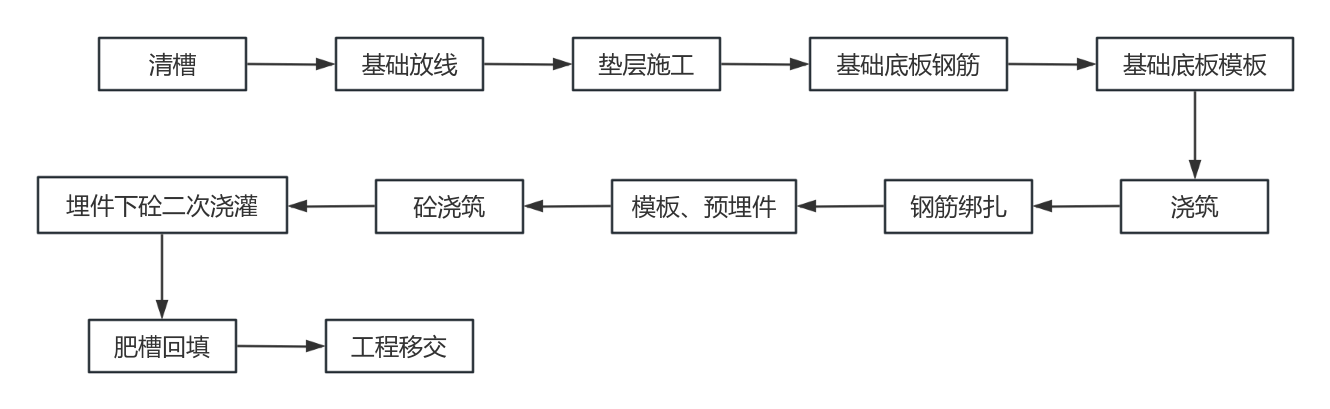 清槽
基础放线
垫层施工
基础底板钢筋
基础底板模板
浇筑
钢筋绑扎
模板、预埋件
砼浇筑
埋件下砼二次浇灌
肥槽回填
工程移交